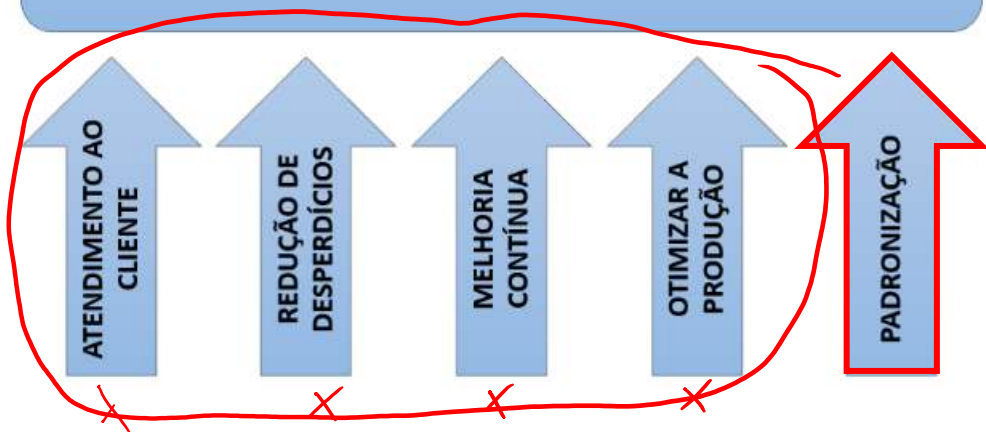 ATENDIMENTO AO
CLIENTE
REDUÇÃO DE
DESPERDÍCIOS
MELHORIA
CONTÍNUA
OTIMIZAR A
PRODUÇÃO
PADRONIZAÇÃO